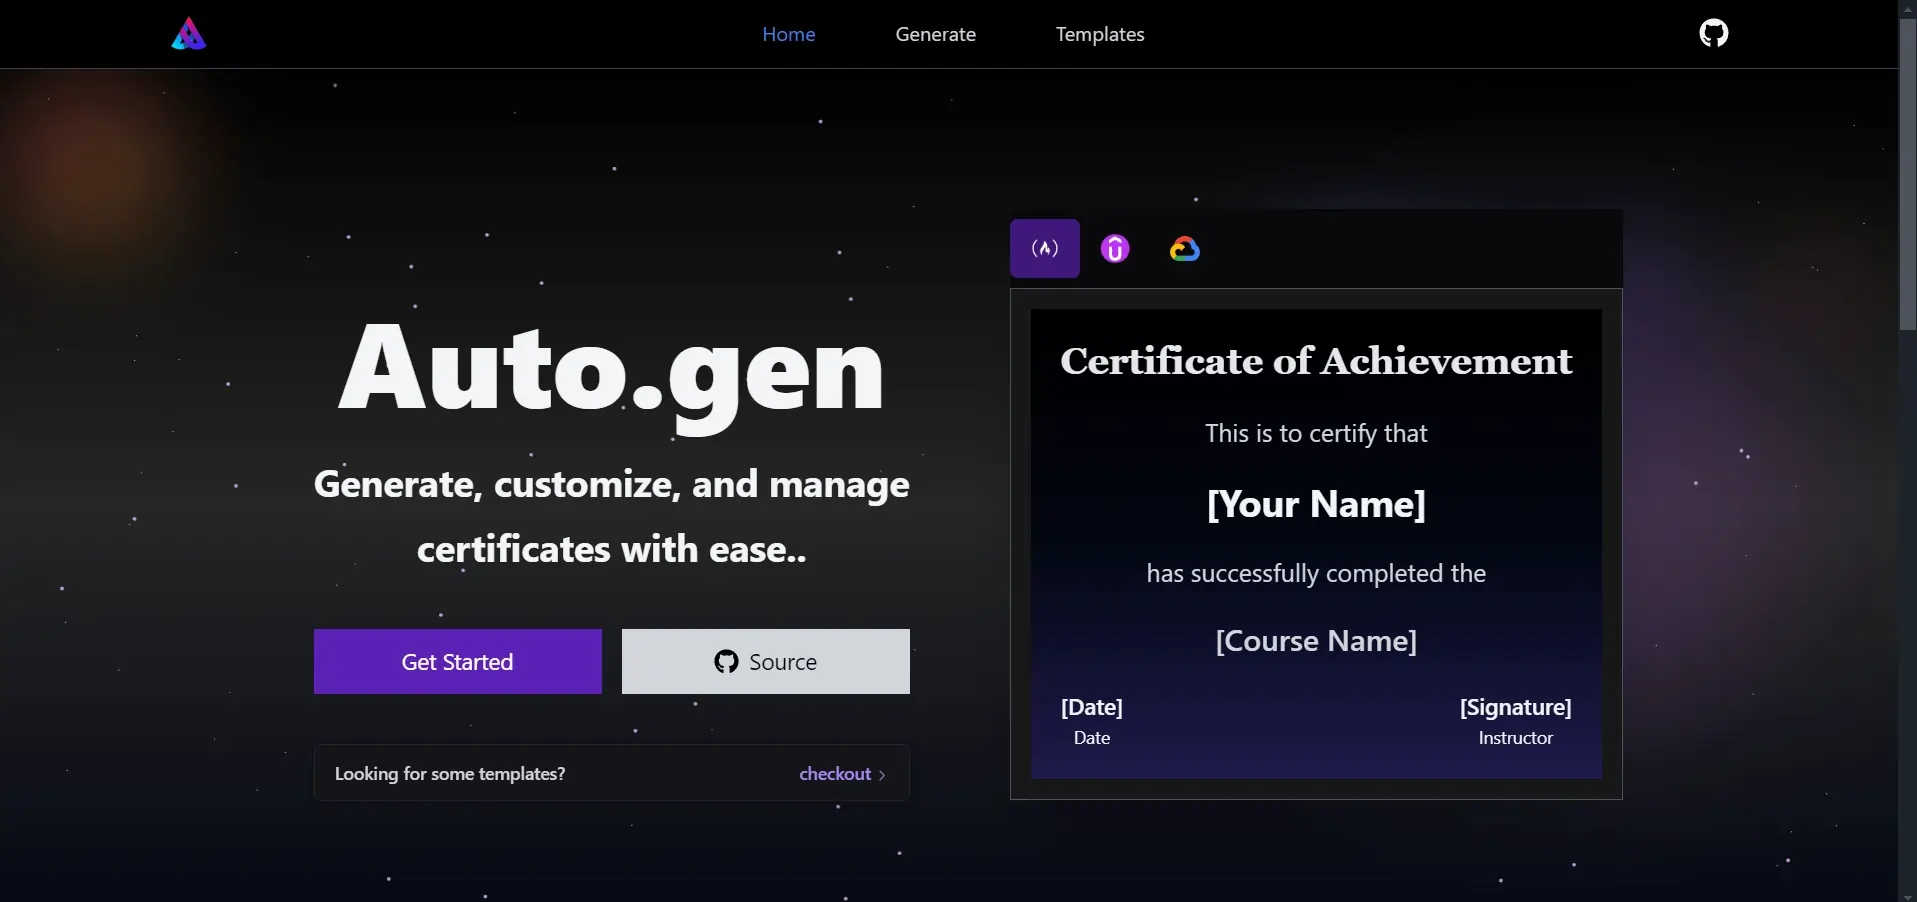 Home
Generate
Templates
Auto.gen
Generate, customize, and manage
certificates with ease..
Get Started
Source
Looking for some templates?
checkout
Certificate of Achievement
This is to certify that
[Your Name]
has successfully completed the
[Course Name]
[Date]
Date
[Signature]
Instructor